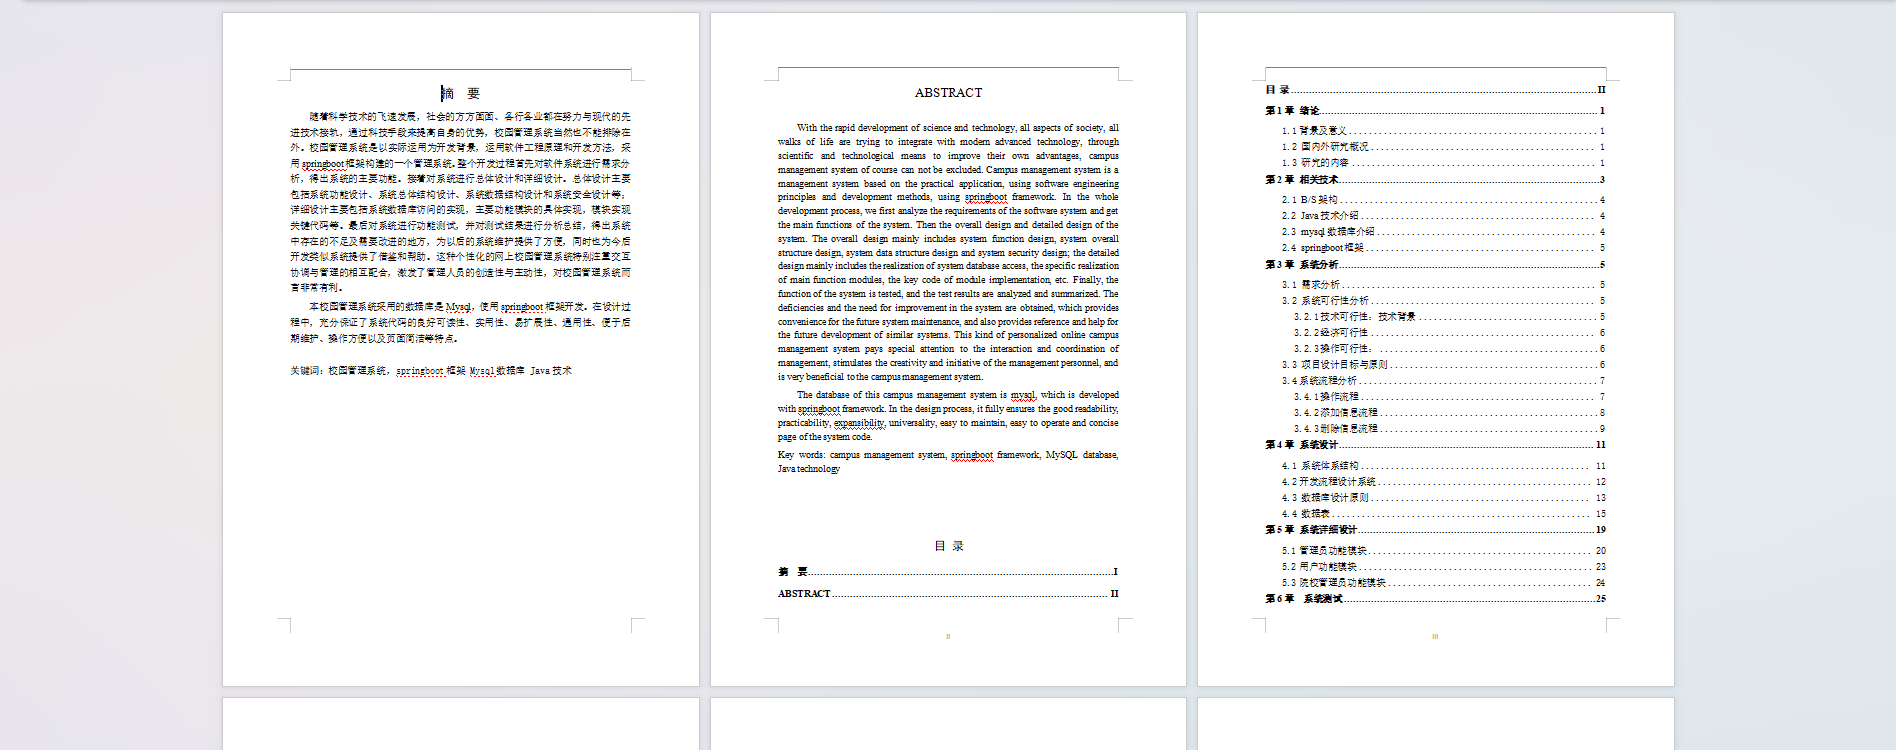 摘　要
随着科学技术的飞速发展，社会的方方面面、各行各业都在努力与现代的先
进技术接轨，通过科技手段来提高自身的优势，校园管理系统当然也不能排除在
外。校园管理系统是以实际运用为开发背景，运用软件工程原理和开发方法，采
用springboot框架构建的一个管理系统。整个开发过程首先对软件系统进行需求分
析，得出系统的主要功能。接着对系统进行总体设计和详细设计。总体设计主要
包括系统功能设计、系统总体结构设计、系统数据结构设计和系统安全设计等；
详细设计主要包括系统数据库访问的实现，主要功能模块的具体实现，模块实现
关键代码等。最后对系统进行功能测试，并对测试结果进行分析总结，得出系统
中存在的不足及需要改进的地方，为以后的系统维护提供了方便，同时也为今后
开发类似系统提供了借鉴和帮助。这种个性化的网上校园管理系统特别注重交互
协调与管理的相互配合，激发了管理人员的创造性与主动性，对校园管理系统而
言非常有利。
本校园管理系统采用的数据库是Mysql，使用springboot框架开发。在设计过
程中，充分保证了系统代码的良好可读性、实用性、易扩展性、通用性、便于后
期维护、操作方便以及页面简洁等特点。
关键词：校园管理系统，springboot框架 Mysql数据库 Java技术
ABSTRACT
With the rapid development of science and technology, all aspects of society, all
walks of life are trying to integrate with modern advanced technology, through
scientific and technological means to improve their own advantages, campus
management system of course can not be excluded. Campus management system is a
management system based on the practical application, using software engineering
principles and development methods, using springboot framework. In the whole
development process, we first analyze the requirements of the software system and get
the main functions of the system. Then the overall design and detailed design of the
system. The overall design mainly includes system function design, system overall
structure design, system data structure design and system security design; the detailed
design mainly includes the realization of system database access, the specific realization
of main function modules, the key code of module implementation, etc. Finally, the
function of the system is tested, and the test results are analyzed and summarized. The
deficiencies and the need for improvement in the system are obtained, which provides
convenience for the future system maintenance, and also provides reference and help for
the future development of similar systems. This kind of personalized online campus
management system pays special attention to the interaction and coordination of
management, stimulates the creativity and initiative of the management personnel, and
is very beneficial to the campus management system.
The database of this campus management system is mysql, which is developed
with springboot framework. In the design process, it fully ensures the good readability,
practicability, expansibility, universality, easy to maintain, easy to operate and concise
page of the system code.
Key words: campus management system, springboot framework, MySQL database,
Java technology
目 录
摘　要......I
ABSTRACT......II
II
目 录......II
第1章 绪论......1
1.1背景及意义......1
1.2 国内外研究概况......1
1.3 研究的内容......1
第2章 相关技术......3
2.1 B/S架构......4
2.2 Java技术介绍......4
2.3 mysql数据库介绍......4
2.4 springboot框架......5
第3章 系统分析......5
3.1 需求分析......5
3.2 系统可行性分析......5
3.2.1技术可行性：技术背景......5
3.2.2经济可行性......6
3.2.3操作可行性：......6
3.3 项目设计目标与原则......6
3.4系统流程分析......7
3.4.1操作流程......7
3.4.2添加信息流程......8
3.4.3删除信息流程......9
第4章 系统设计......11
4.1 系统体系结构......11
4.2开发流程设计系统......12
4.3 数据库设计原则......13
4.4 数据表......15
第5章 系统详细设计......19
5.1管理员功能模块......20
5.2用户功能模块......23
5.3院校管理员功能模块......24
第6章　系统测试......25
III